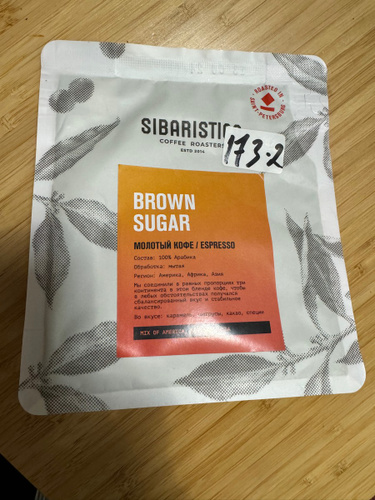 ROASTED IN
SAINT-PETERSBURG
SIBARISTICA
COFFEE ROASTERS
ESTD 2014
173-2
BROWN
SUGAR
МОЛОТЫЙ КОФЕ / ESPRESSO
Состав: 100% Арабика
Обработка: мытая
Регион: Америка, Африка, Азия
Мы соединили в равных пропорциях три
континента в этом бленде кофе, чтобы
в любых обстоятельствах получался
сбалансированный вкус и стабильное
качество.
Во вкусе: карамель, цитрусы, какао, специи
MIX OF AMERICA,